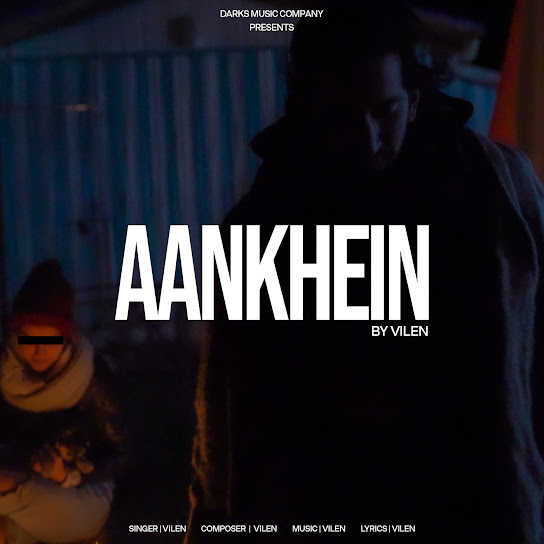 DARKS MUSIC COMPANY
PRESENTS
AANKHEIN
BY VILEN
SINGER | VILEN COMPOSER | VILEN MUSIC | VILEN LYRICS | VILEN